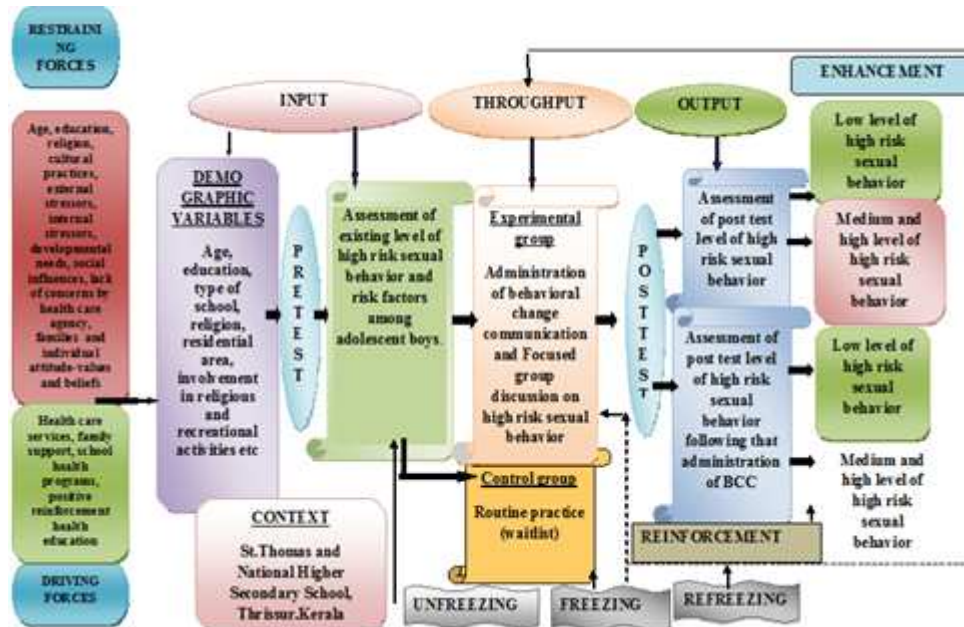 RESTRAINI
NG
FORCES
Age, education,
religion,
cultural
practices,
external
stressors,
internal
stressors,
developmental
needs, social
influences, lack
of concerns by
health care
agency,
families and
individual
attitude-values
and beliefs
Health care
services, family
support, school
health
programs,
positive
reinforcement health
education
DRIVING
FORCES
INPUT
DEMO
GRAPHIC
VARIABLES
Age,
education,
type of
school,
religion,
residential
area,
involvement
in religious
and
recreational
activities etc
CONTEXT
St.Thomas and
National Higher
Secondary School,
Thrissur.Kerala
P
R
E
T
E
S
T
Assessment of
existing level of
high risk sexual
behavior and
risk factors
among
adolescent boys.
THROUGHPUT
Experimental
group
Administration
of behavioral
change
communication
and Focused
group
discussion on
high risk sexual
behavior
Control group
Routine practice
(waitlist)
UNFREEZING
FREEZING
REFREEZING
P
O
S
T
T
E
S
T
OUTPUT
Assessment
of post test
level of high
risk sexual
behavior
Assessment of
post test level
of high risk
sexual
behavior
following that
administration
of BCC
REINFORCEMENT
ENHANCEMENT
Low level of
high risk
sexual
behavior
Medium and
high level of
high risk
sexual
behavior
Low level of
high risk
sexual
behavior
Medium and
high level of
high risk
sexual
behavior